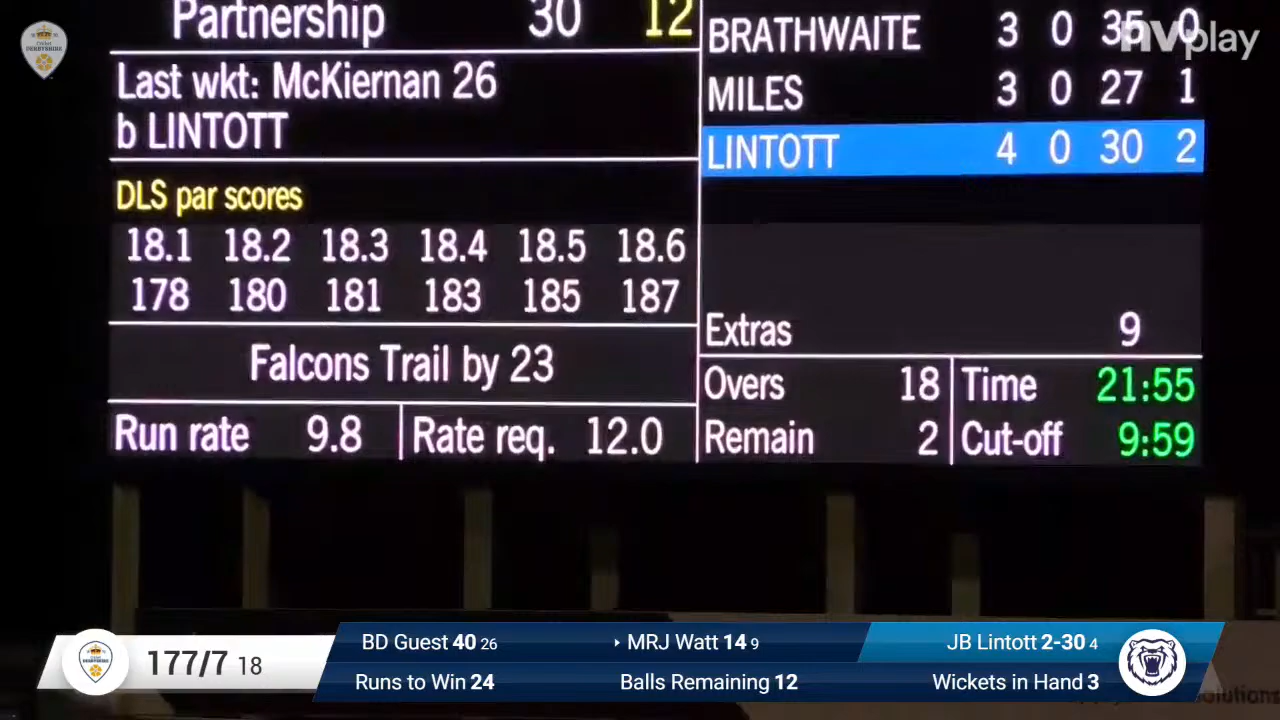 Partnership 30 12
Last wkt: McKiernan 26
b LINTOTT
DLS par scores
18.1 18.2 18.3 18.4 18.5 18.6
178 180 181 183 185 187
Falcons Trail by 23
Run rate 9.8 Rate req. 12.0
BRATHWAITE 3 0 35 0
MILES 3 0 27 1
LINTOTT 4 0 30 2
Extras 9
Overs 18 Time 21:55
Remain 2 Cut-off 9:59
nvplay
177/7 18
BD Guest 40 26 MRJ Watt 14 9 JB Lintott 2-30 4
Runs to Win 24 Balls Remaining 12 Wickets in Hand 3